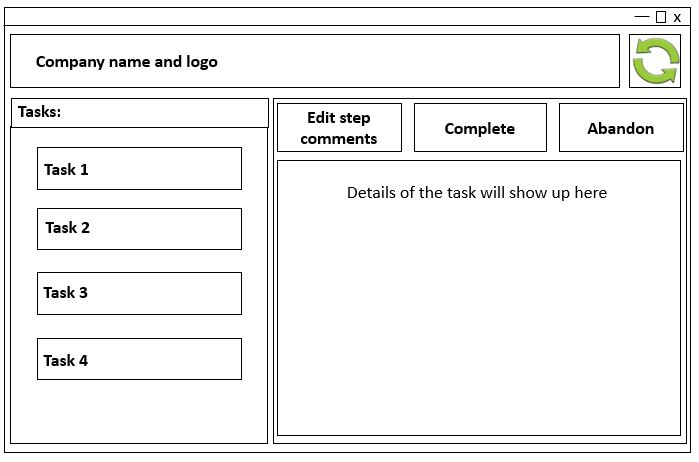 — □ x
Company name and logo
Tasks:
Edit step
comments
Complete
Abandon
Task 1
Task 2
Task 3
Task 4
Details of the task will show up here